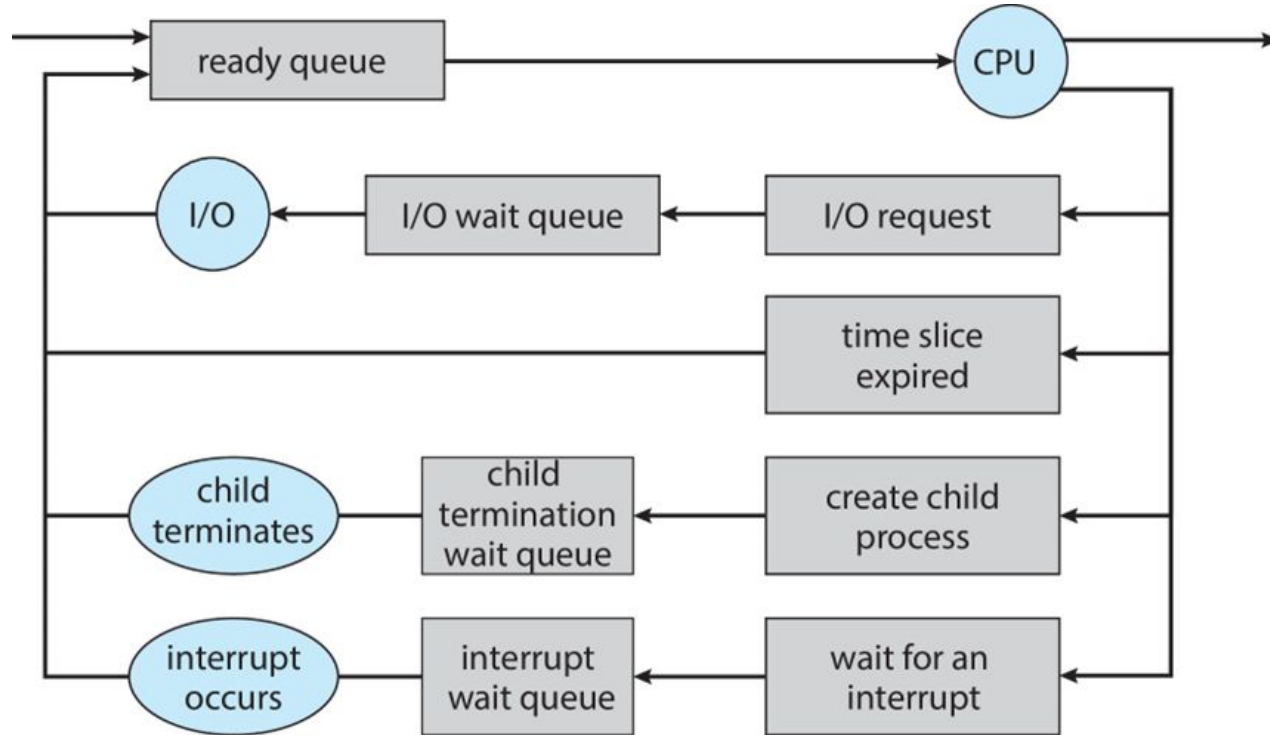 ready queue
CPU
I/O
I/O wait queue
I/O request
time slice
expired
child
terminates
child
termination
wait queue
create child
process
interrupt
occurs
interrupt
wait queue
wait for an
interrupt